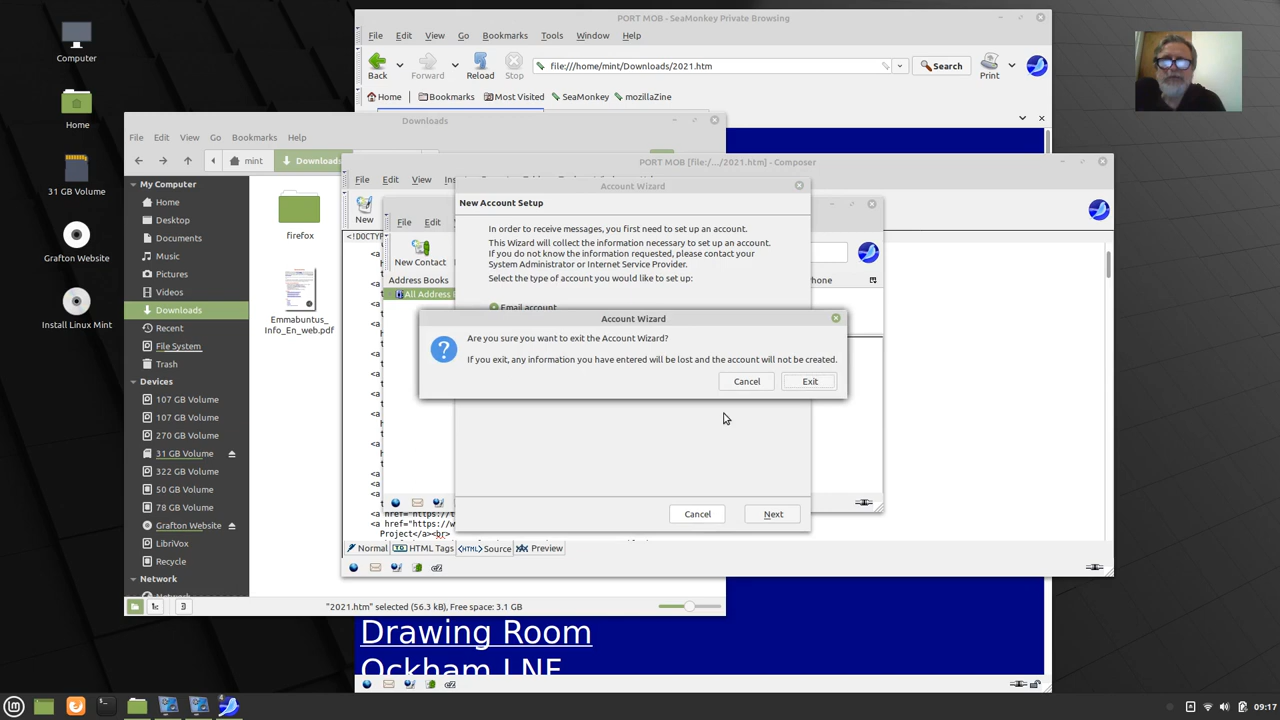 Computer
Home
31 GB Volume
Grafton Website
Install Linux Mint
PORT MOB - SeaMonkey Private Browsing
File Edit View Go Bookmarks Tools Window Help
Back Forward Reload Stop
file:///home/mint/Downloads/2021.htm
Search
Print
Home Bookmarks Most Visited SeaMonkey mozillaZine
Downloads
File Edit View Go Bookmarks Help
mint Downloads
My Computer
Home
Desktop
Documents
Music
Pictures
Videos
Downloads
Recent
File System
Trash
Devices
107 GB Volume
107 GB Volume
270 GB Volume
31 GB Volume
322 GB Volume
50 GB Volume
78 GB Volume
Grafton Website
LibriVox
Recycle
Network
firefox
Emmabuntus_
Info_En_web.pdf
"2021.htm" selected (56.3 kB), Free space: 3.1 GB
PORT MOB [file:/.../2021.htm] - Composer
File Edit View
New
<!DOCTYP
File Edit
New Contact
Address Books
All Address B
Phone
Account Wizard
New Account Setup
In order to receive messages, you first need to set up an account.
This Wizard will collect the information necessary to set up an account.
If you do not know the information requested, please contact your
System Administrator or Internet Service Provider.
Select the type of account you would like to set up:
Email account
Account Wizard
Are you sure you want to exit the Account Wizard?
If you exit, any information you have entered will be lost and the account will not be created.
Cancel Exit
Cancel Next
<a href="https://t
<a href="https://w
Project</a><br>
Normal HTML Tags Source Preview
Drawing Room
Ockham LNE
09:17